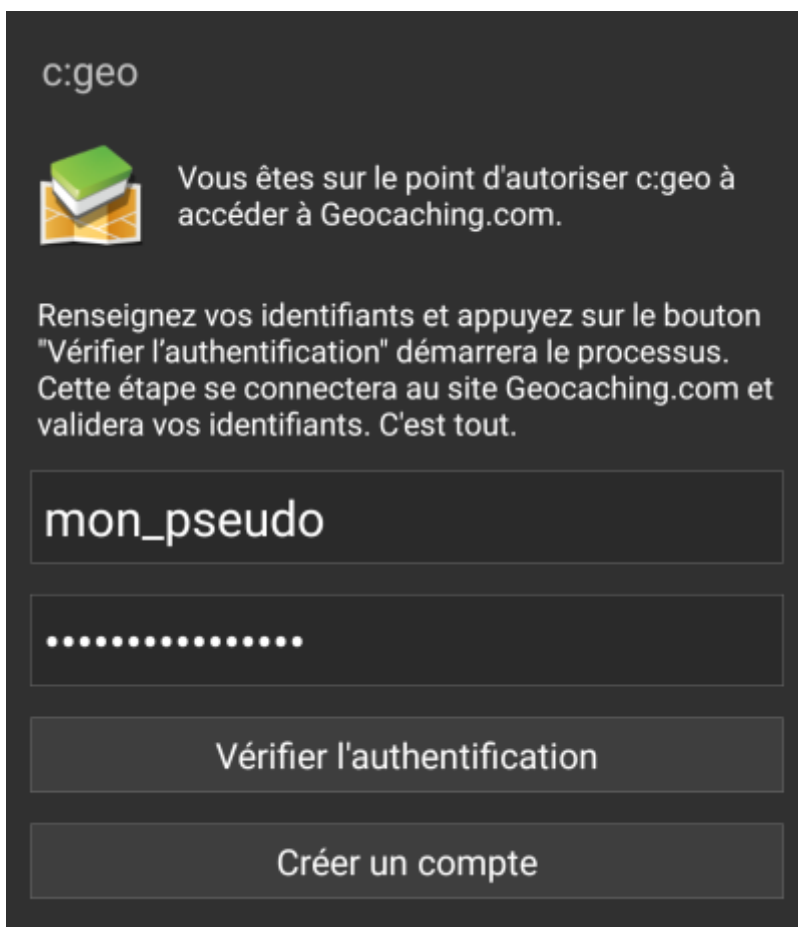 c:geo
Vous êtes sur le point d'autoriser c:geo à
accéder à Geocaching.com.
Renseignez vos identifiants et appuyez sur le bouton
"Vérifier l’authentification" démarrera le processus.
Cette étape se connectera au site Geocaching.com et
validera vos identifiants. C'est tout.
mon_pseudo
••••••••••••••••
Vérifier l'authentification
Créer un compte